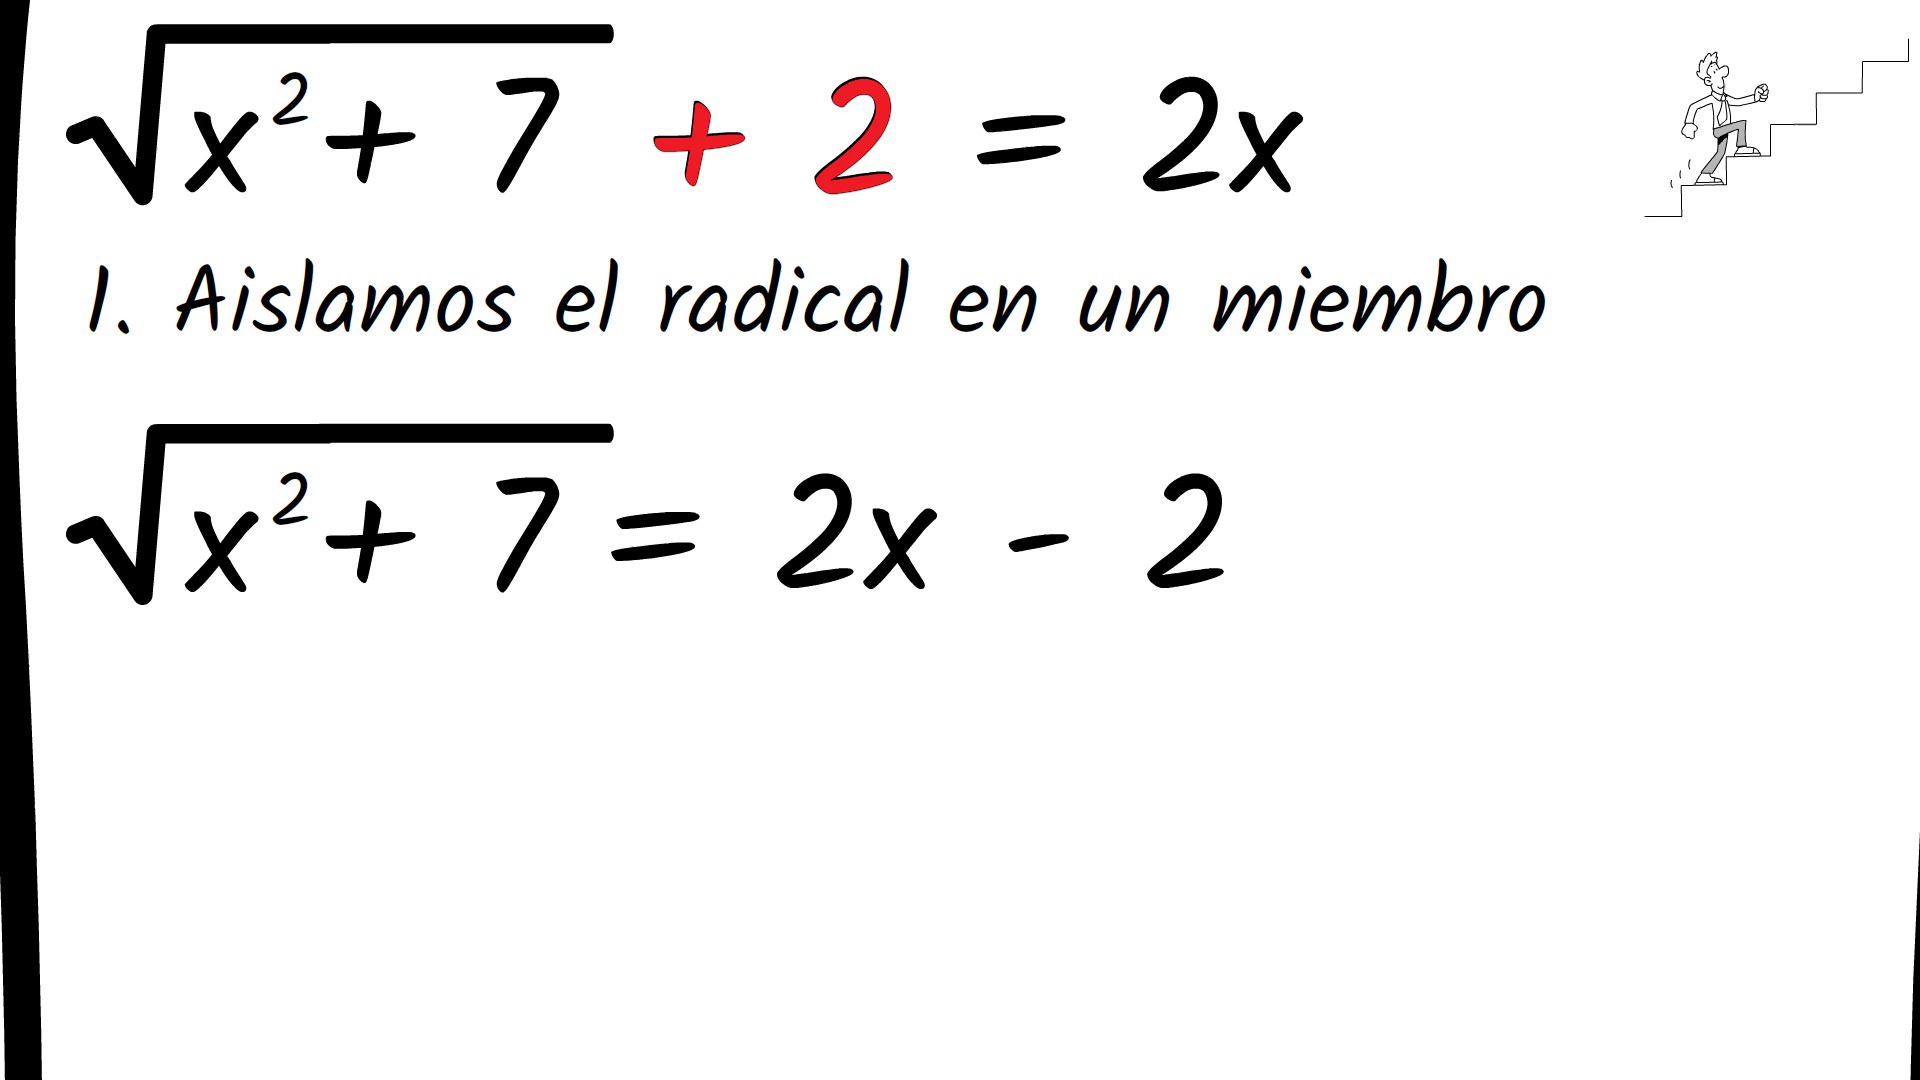 √x²+ 7 + 2 = 2x
1. Aislamos el radical en un miembro
√x²+ 7 = 2x - 2